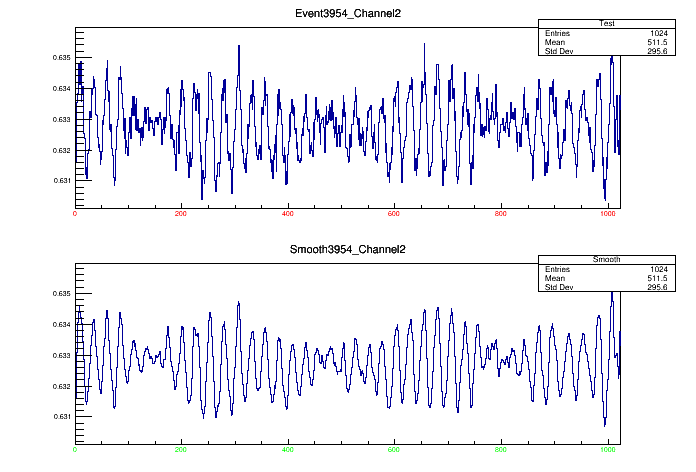 Event3954_Channel2
Test
Entries 1024
Mean 511.5
Std Dev 295.6
0.635
0.634
0.633
0.632
0.631
0 200 400 600 800 1000
Smooth3954_Channel2
Smooth
Entries 1024
Mean 511.5
Std Dev 295.6
0.635
0.634
0.633
0.632
0.631
0 200 400 600 800 1000